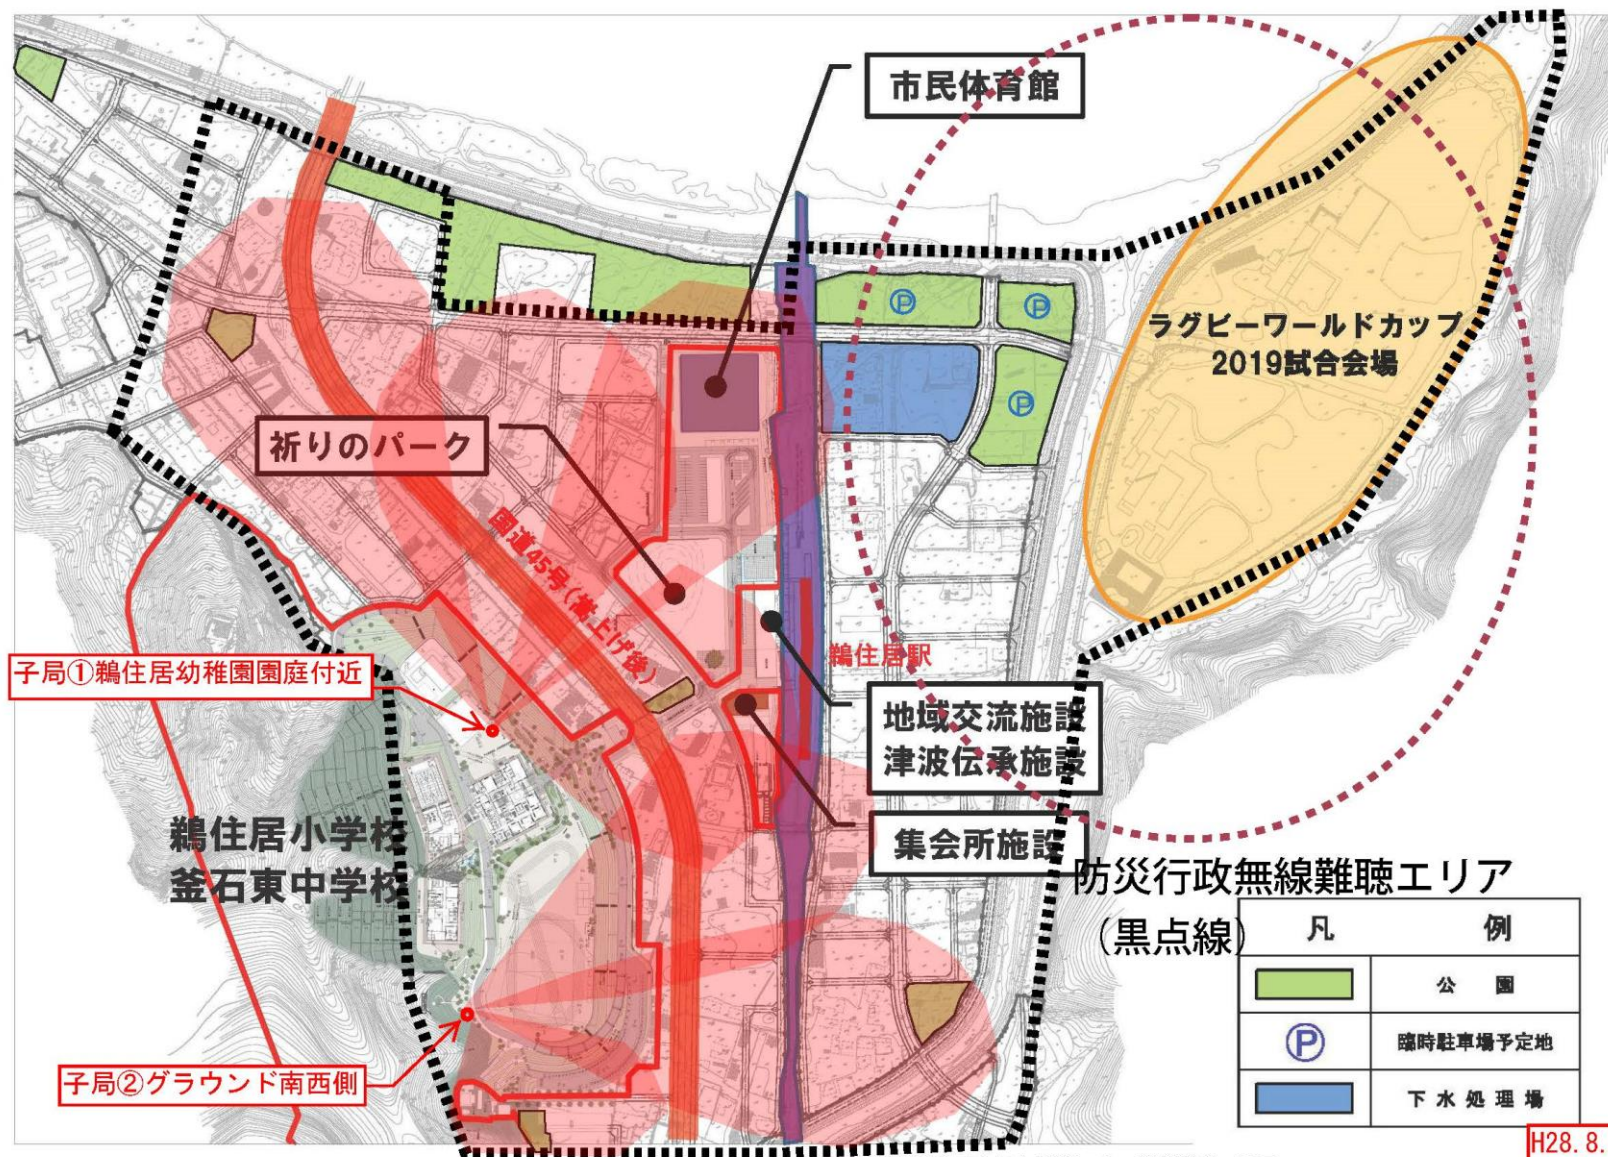 市民体育館
Ⓟ
Ⓟ
Ⓟ
ラグビーワールドカップ
2019試合会場
祈りのパーク
国道45号(嵩上げ後)
鵜住居駅
子局①鵜住居幼稚園園庭付近
地域交流施設
津波伝承施設
集会所施設
鵜住居小学校
釜石東中学校
防災行政無線難聴エリア
(黒点線)
子局②グラウンド南西側
凡 例
公 園
Ⓟ 臨時駐車場予定地
下水処理場
H28.8.